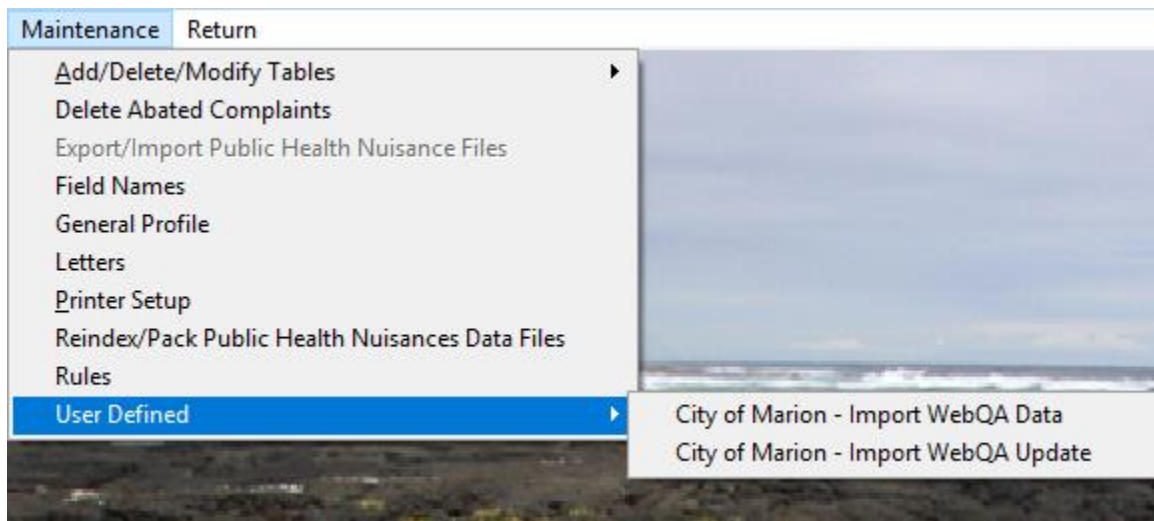 Maintenance Return
Add/Delete/Modify Tables
Delete Abated Complaints
Export/Import Public Health Nuisance Files
Field Names
General Profile
Letters
Printer Setup
Reindex/Pack Public Health Nuisances Data Files
Rules
User Defined
City of Marion - Import WebQA Data
City of Marion - Import WebQA Update